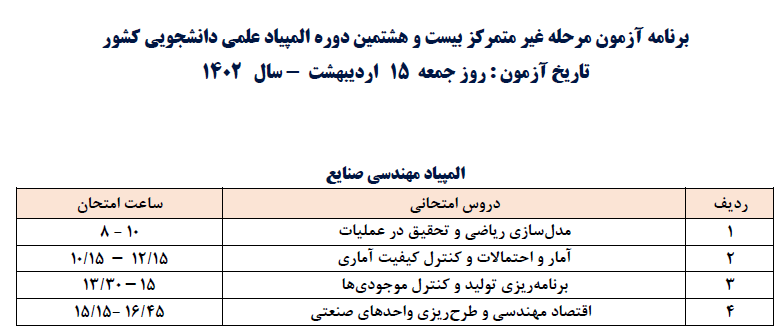 برنامه آزمون مرحله غیر متمرکز بیست و هشتمین دوره المپیاد علمی دانشجویی کشور
تاریخ آزمون : روز جمعه ۱۵ اردیبهشت – سال ۱۴۰۲
المپیاد مهندسی صنایع
ردیف دروس امتحانی ساعت امتحان
۱ مدل‌سازی ریاضی و تحقیق در عملیات ۱۰ - ۸
۲ آمار و احتمالات و کنترل کیفیت آماری ۱۲/۱۵ – ۱۰/۱۵
۳ برنامه‌ریزی تولید و کنترل موجودی‌ها ۱۵ – ۱۳/۳۰
۴ اقتصاد مهندسی و طرح‌ریزی واحدهای صنعتی ۱۶/۴۵ - ۱۵/۱۵